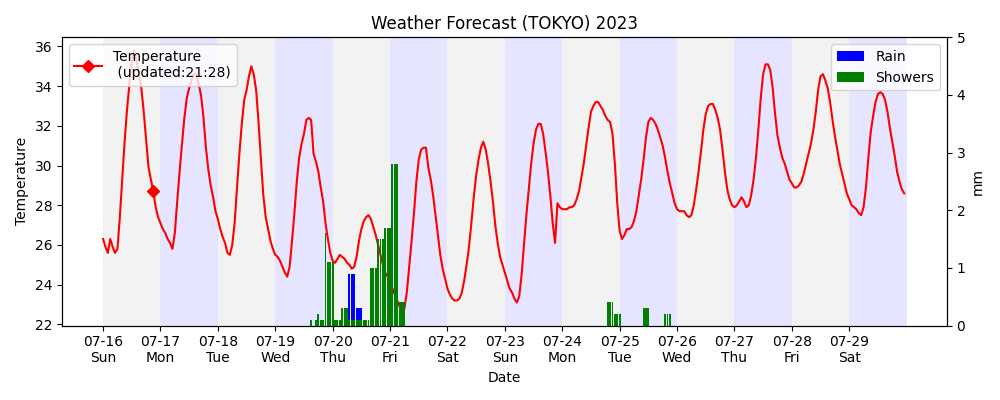 Weather Forecast (TOKYO) 2023
Temperature
(updated:21:28)
Rain
Showers
Temperature
36
34
32
30
28
26
24
22
5
4
3
2
1
0
mm
07-16 07-17 07-18 07-19 07-20 07-21 07-22 07-23 07-24 07-25 07-26 07-27 07-28 07-29
Sun Mon Tue Wed Thu Fri Sat Sun Mon Tue Wed Thu Fri Sat
Date